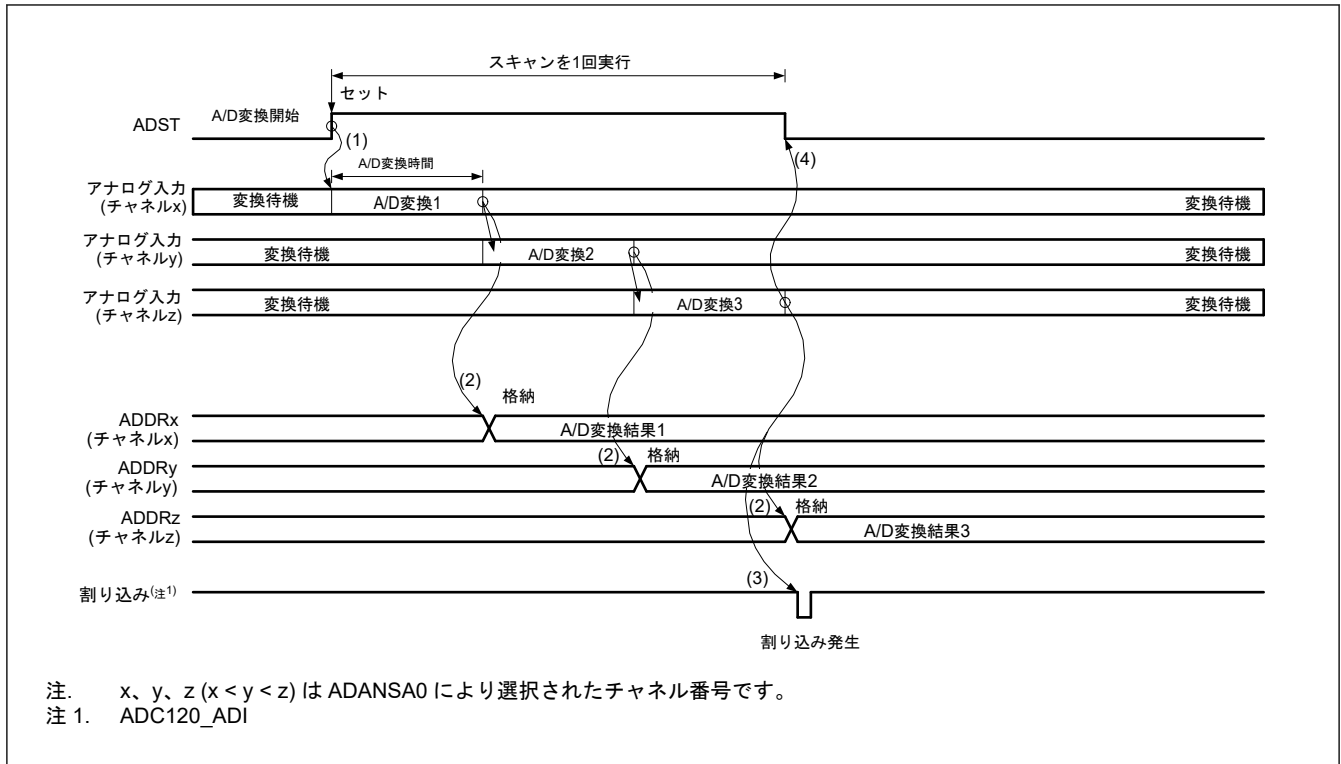 スキャンを1回実行
セット
ADST
A/D変換開始
(1)
(4)
A/D変換時間
アナログ入力
(チャネルx)
変換待機
A/D変換1
変換待機
アナログ入力
(チャネルy)
変換待機
A/D変換2
変換待機
アナログ入力
(チャネルz)
変換待機
A/D変換3
変換待機
(2)
格納
ADDRx
(チャネルx)
A/D変換結果1
(2)
格納
ADDRy
(チャネルy)
A/D変換結果2
(2)
格納
ADDRz
(チャネルz)
A/D変換結果3
(3)
割り込み(注1)
割り込み発生
注. x、y、z (x < y < z) は ADANSA0 により選択されたチャネル番号です。
注 1. ADC120_ADI